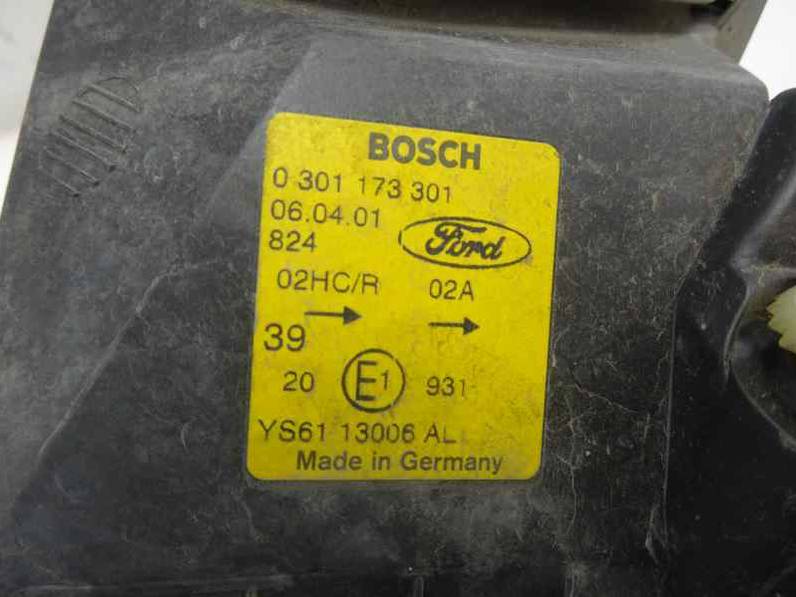 BOSCH
0 301 173 301
06.04.01
824 Ford
02HC/R 02A
39
20 E1 931
YS61 13006 AL
Made in Germany